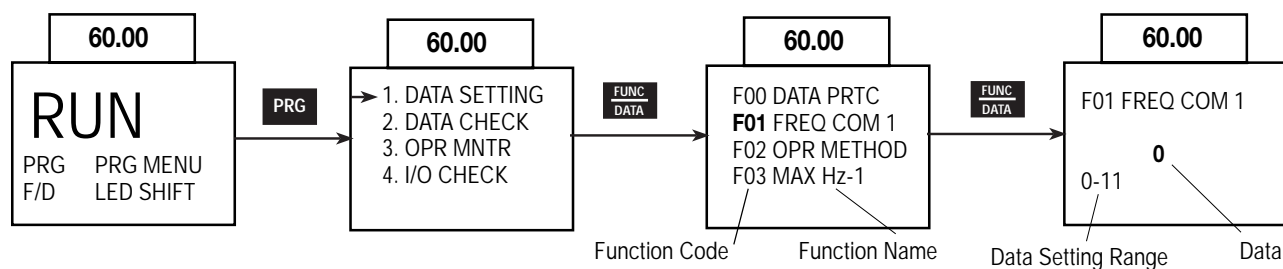 60.00
RUN
PRG PRG MENU
F/D LED SHIFT
PRG
60.00
1. DATA SETTING
2. DATA CHECK
3. OPR MNTR
4. I/O CHECK
FUNC
DATA
60.00
F00 DATA PRTC
F01 FREQ COM 1
F02 OPR METHOD
F03 MAX Hz-1
Function Code
Function Name
FUNC
DATA
60.00
F01 FREQ COM 1
0
0-11
Data Setting Range
Data